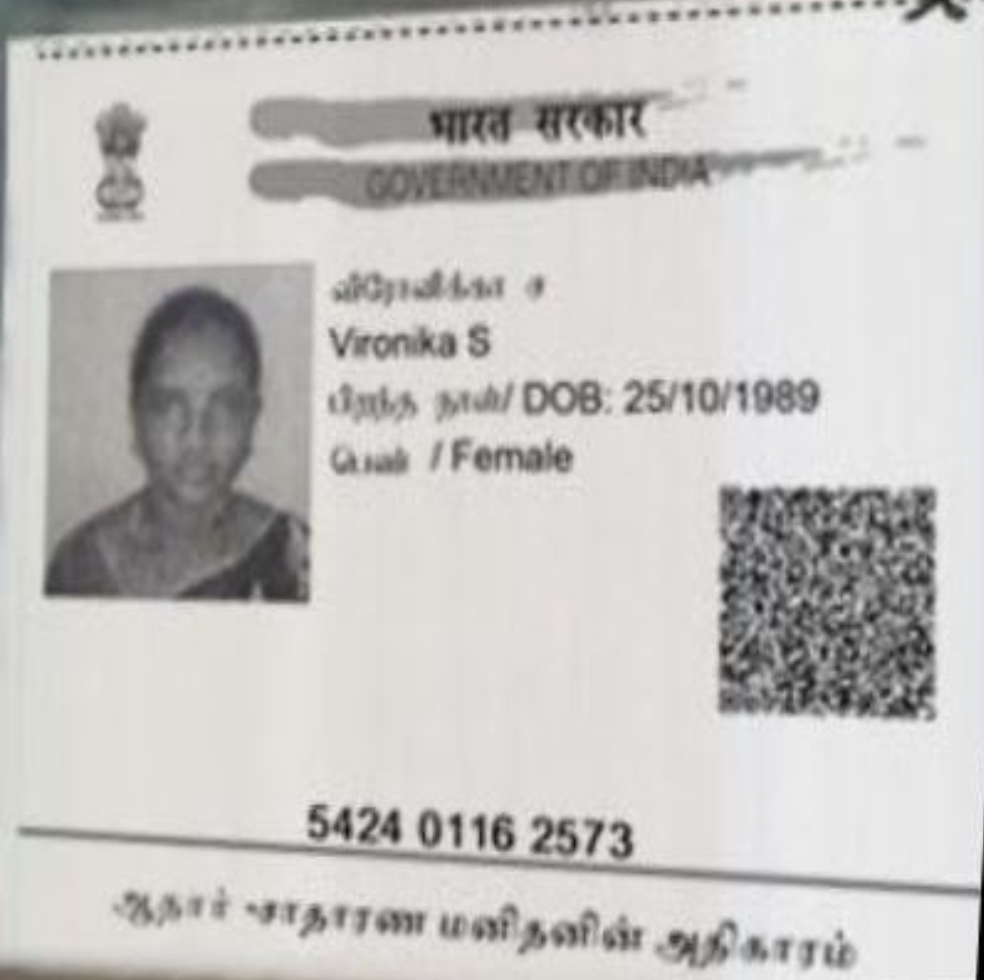 भारत सरकार
GOVERNMENT OF INDIA
விரோனிக்கா ச
Vironika S
பிறந்த நாள்/ DOB: 25/10/1989
பெண் / Female
5424 0116 2573
ஆதார் -சாதாரண மனிதனின் அதிகாரம்